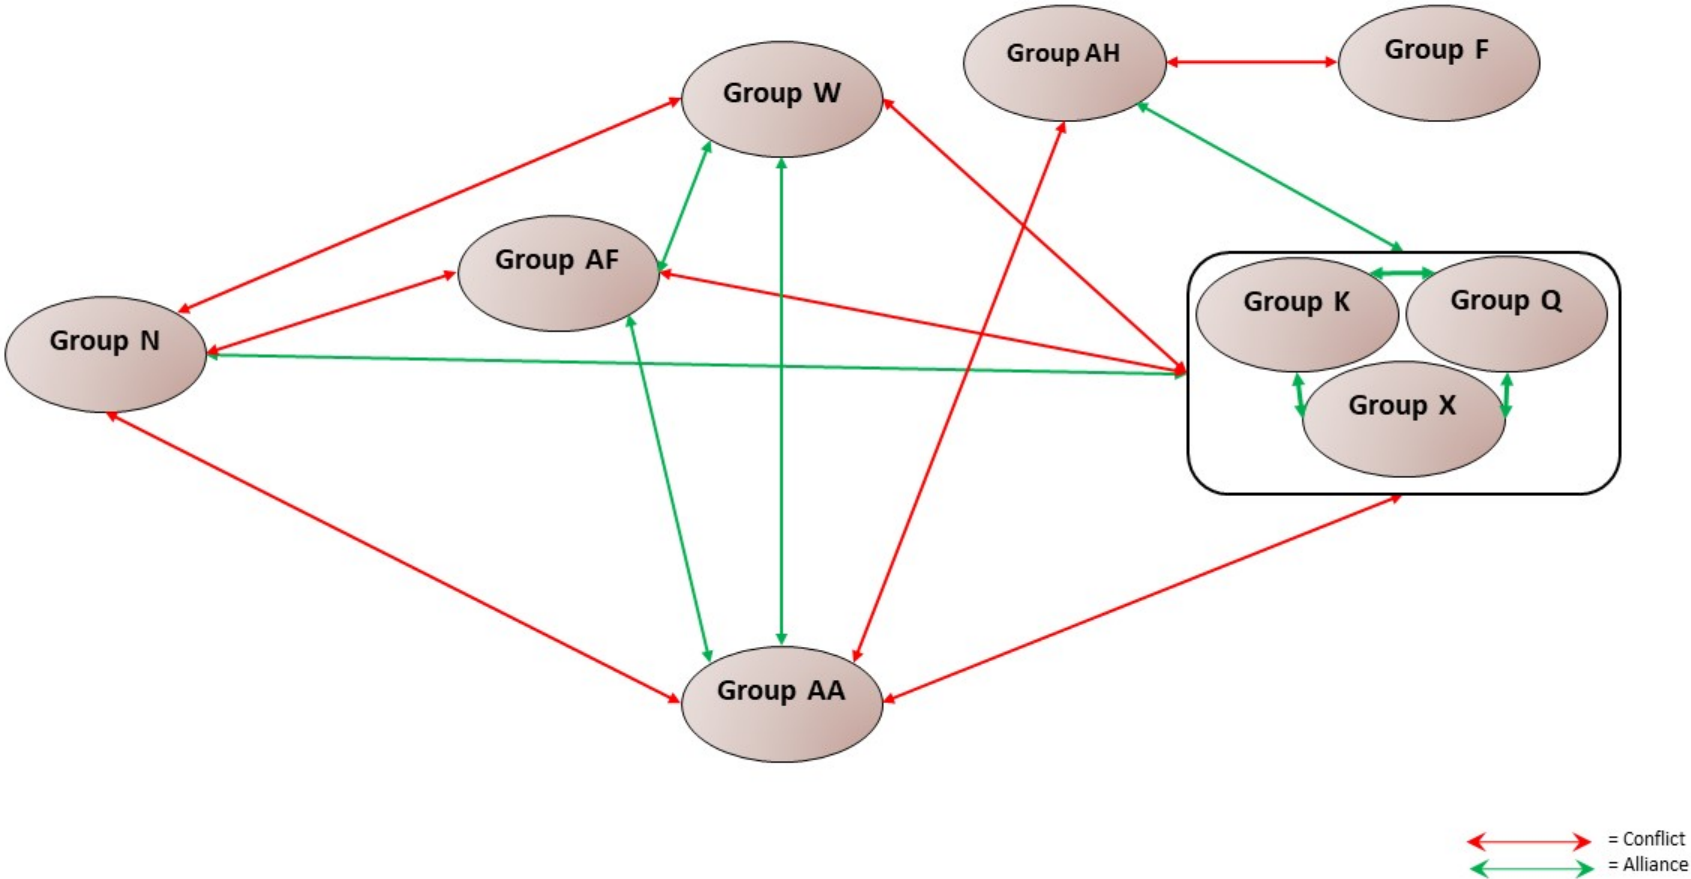 Group AH
Group F
Group W
Group AF
Group K
Group Q
Group N
Group X
Group AA
= Conflict
= Alliance